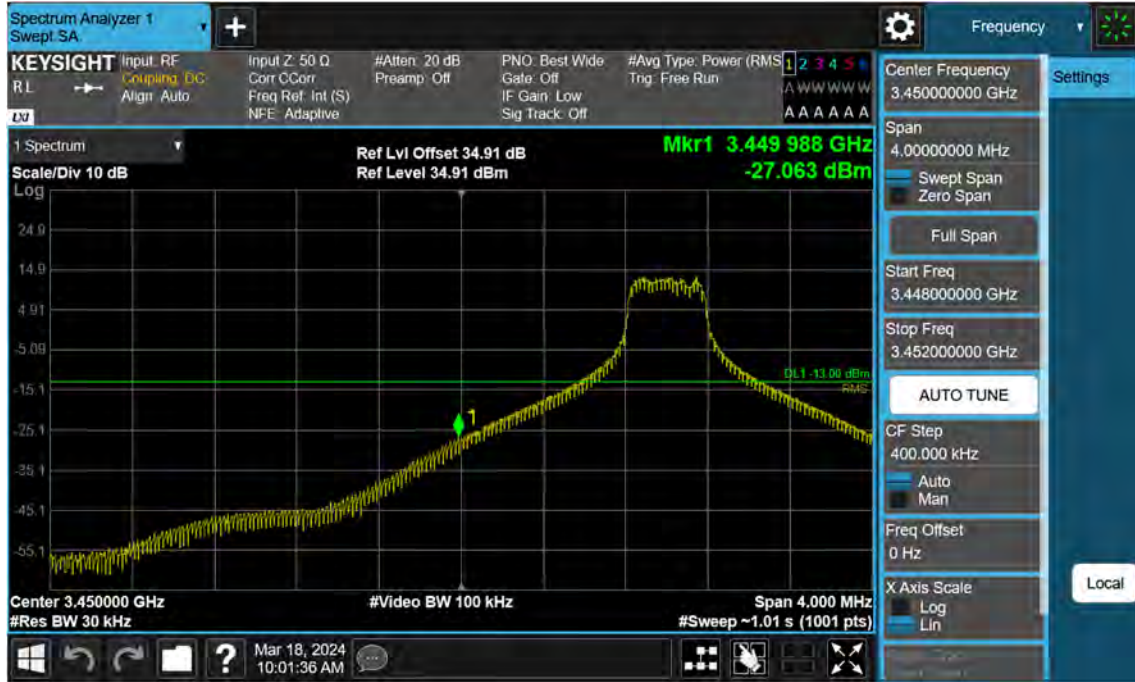 Spectrum Analyzer 1
Swept SA
+
Frequency
KEYSIGHT
Input: RF
Input Z: 50 Ω
#Atten: 20 dB
PNO: Best Wide
#Avg Type: Power (RMS
1 2 3 4 5 6
RL
Coupling: DC
Corr CCorr
Preamp: Off
Gate: Off
Trig: Free Run
Align: Auto
Freq Ref: Int (S)
IF Gain: Low
A W W W W W
LXI
NFE: Adaptive
Sig Track: Off
A A A A A A
1 Spectrum
Scale/Div 10 dB
Ref Lvl Offset 34.91 dB
Ref Level 34.91 dBm
Mkr1 3.449 988 GHz
-27.063 dBm
Log
24.9
14.9
4.91
-5.09
-15.1
-25.1
-35.1
-45.1
-55.1
DL1 -13.00 dBm
RMS
1
Center 3.450000 GHz
#Video BW 100 kHz
Span 4.000 MHz
#Res BW 30 kHz
#Sweep ~1.01 s (1001 pts)
Center Frequency
3.450000000 GHz
Settings
Span
4.00000000 MHz
Swept Span
Zero Span
Full Span
Start Freq
3.448000000 GHz
Stop Freq
3.452000000 GHz
AUTO TUNE
CF Step
400.000 kHz
Auto
Man
Freq Offset
0 Hz
X Axis Scale
Log
Lin
Local
?
Mar 18, 2024
10:01:36 AM